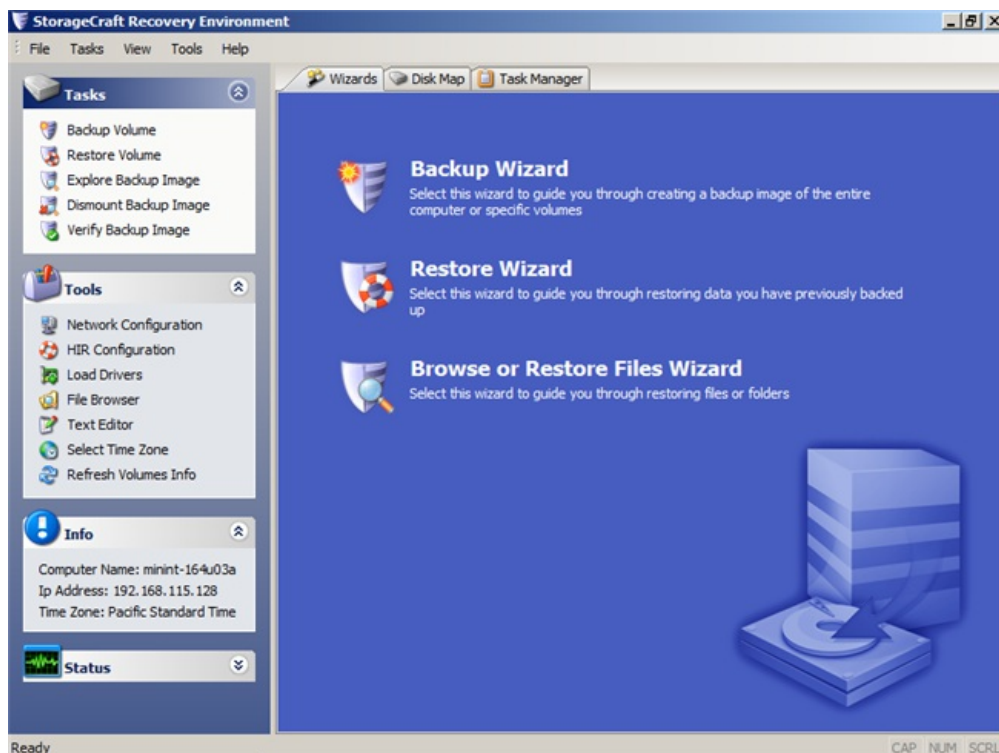 StorageCraft Recovery Environment
File Tasks View Tools Help
Tasks
Backup Volume
Restore Volume
Explore Backup Image
Dismount Backup Image
Verify Backup Image
Tools
Network Configuration
HIR Configuration
Load Drivers
File Browser
Text Editor
Select Time Zone
Refresh Volumes Info
Info
Computer Name: minint-164u03a
Ip Address: 192.168.115.128
Time Zone: Pacific Standard Time
Status
Wizards Disk Map Task Manager
Backup Wizard
Select this wizard to guide you through creating a backup image of the entire
computer or specific volumes
Restore Wizard
Select this wizard to guide you through restoring data you have previously backed
up
Browse or Restore Files Wizard
Select this wizard to guide you through restoring files or folders
Ready
CAP NUM SCRL